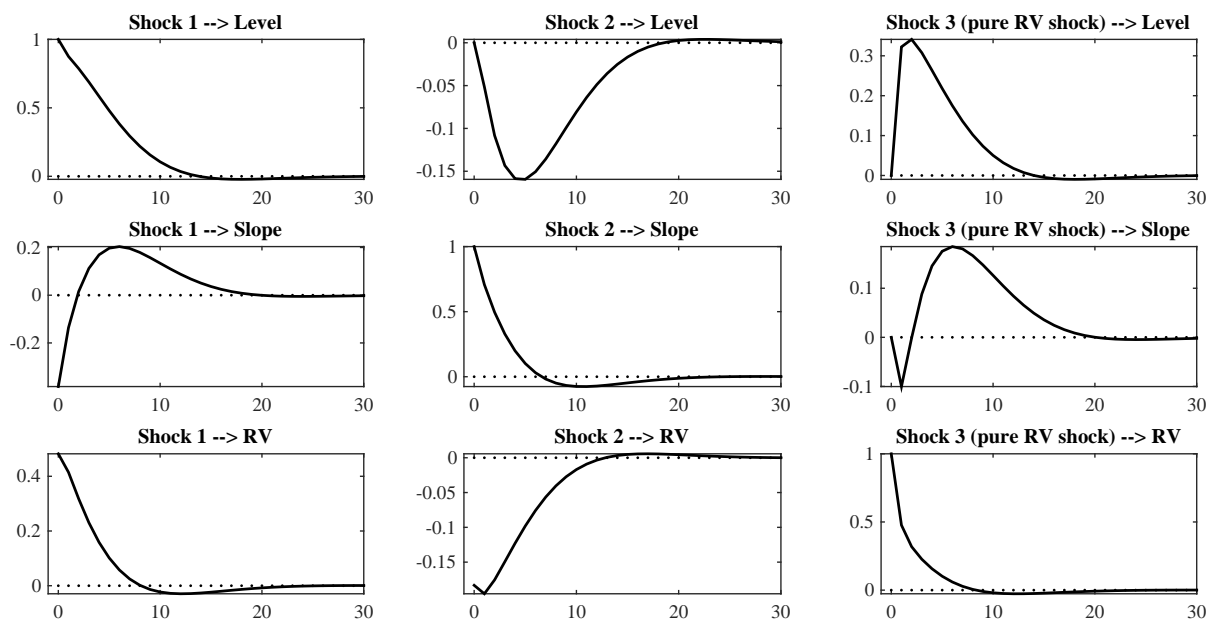 Shock 1 --> Level
1
0.5
0
0 10 20 30
Shock 2 --> Level
0
-0.05
-0.1
-0.15
0 10 20 30
Shock 3 (pure RV shock) --> Level
0.3
0.2
0.1
0
0 10 20 30
Shock 1 --> Slope
0.2
0
-0.2
0 10 20 30
Shock 2 --> Slope
1
0.5
0
0 10 20 30
Shock 3 (pure RV shock) --> Slope
0.1
0
-0.1
0 10 20 30
Shock 1 --> RV
0.4
0.2
0
0 10 20 30
Shock 2 --> RV
0
-0.05
-0.1
-0.15
0 10 20 30
Shock 3 (pure RV shock) --> RV
1
0.5
0
0 10 20 30